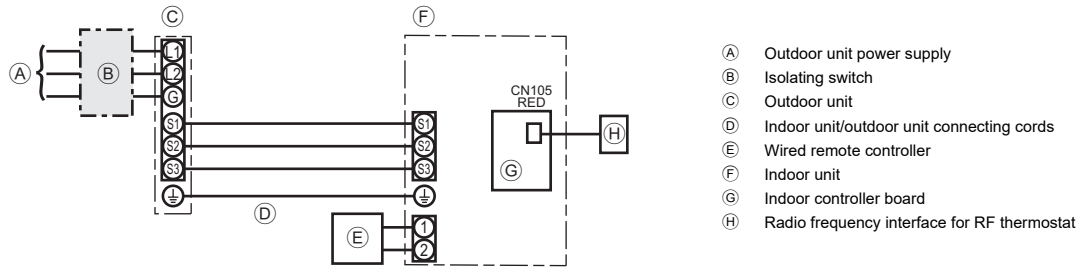 Ⓒ Ⓕ
L1
L2
G
Ⓐ Ⓑ
CN105
RED
S1 S1
S2 S2
S3 S3
Ⓖ Ⓗ
Ⓓ
Ⓔ 1
2
Ⓐ Outdoor unit power supply
Ⓑ Isolating switch
Ⓒ Outdoor unit
Ⓓ Indoor unit/outdoor unit connecting cords
Ⓔ Wired remote controller
Ⓕ Indoor unit
Ⓖ Indoor controller board
Ⓗ Radio frequency interface for RF thermostat